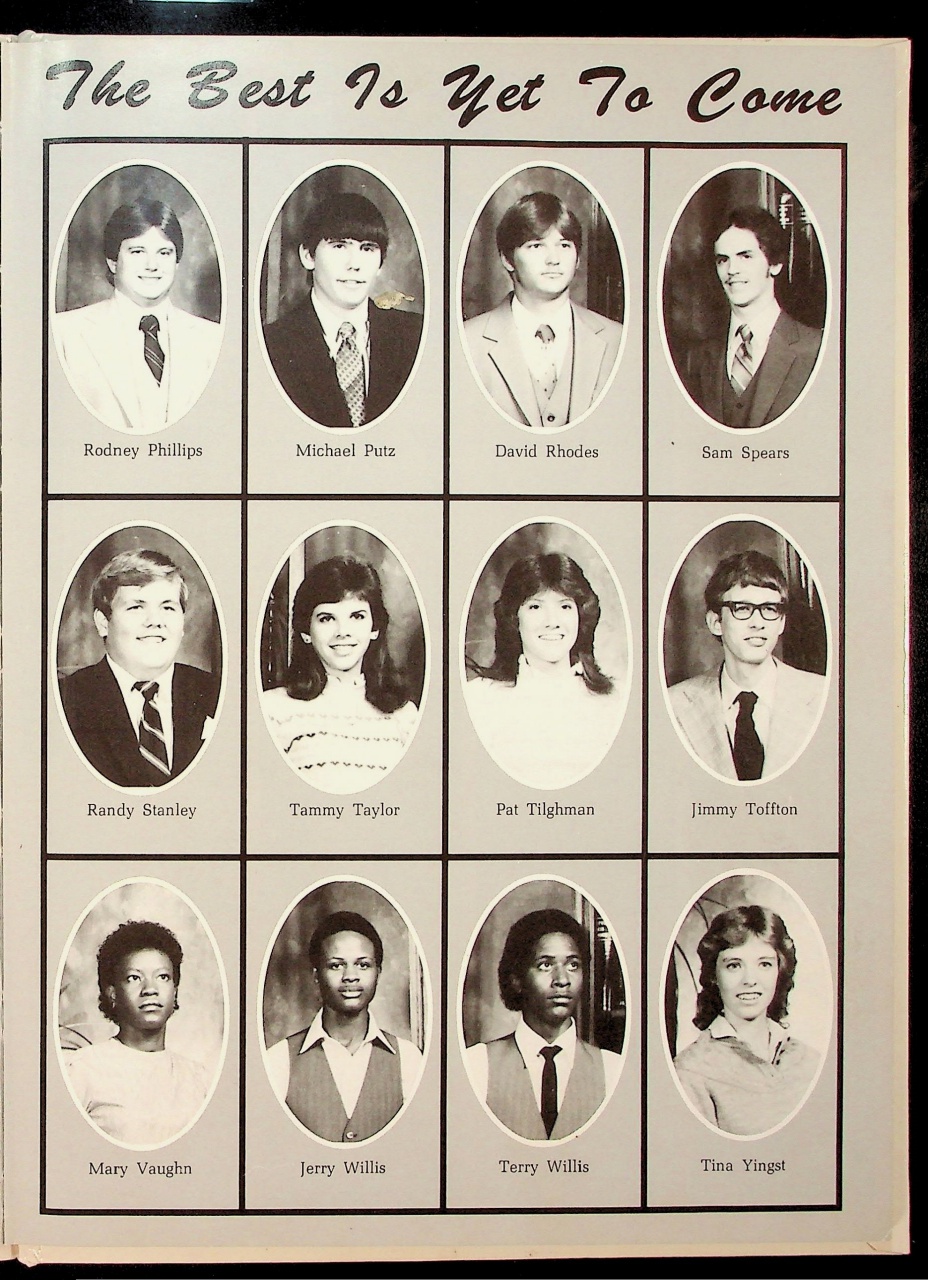 The Best Is Yet To Come
Rodney Phillips
Michael Putz
David Rhodes
Sam Spears
Randy Stanley
Tammy Taylor
Pat Tilghman
Jimmy Toffton
Mary Vaughn
Jerry Willis
Terry Willis
Tina Yingst